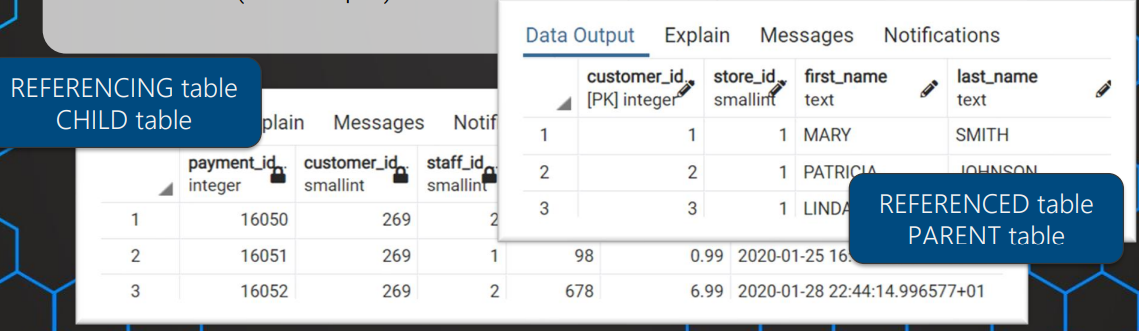 Data Output Explain Messages Notifications
customer_id store_id first_name last_name
[PK] integer smallint text text
1 1 1 MARY SMITH
2 2 1 PATRICIA JOHNSON
3 3 1 LINDA
REFERENCED table
PARENT table
REFERENCING table
CHILD table
plain Messages Notif
payment_id customer_id staff_id
integer smallint smallint
1 16050 269 2
2 16051 269 1 98 0.99 2020-01-25 16:
3 16052 269 2 678 6.99 2020-01-28 22:44:14.996577+01